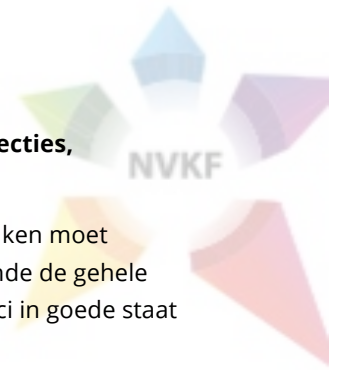 ecties,
NVKF
ken moet
nde de gehele
ci in goede staat